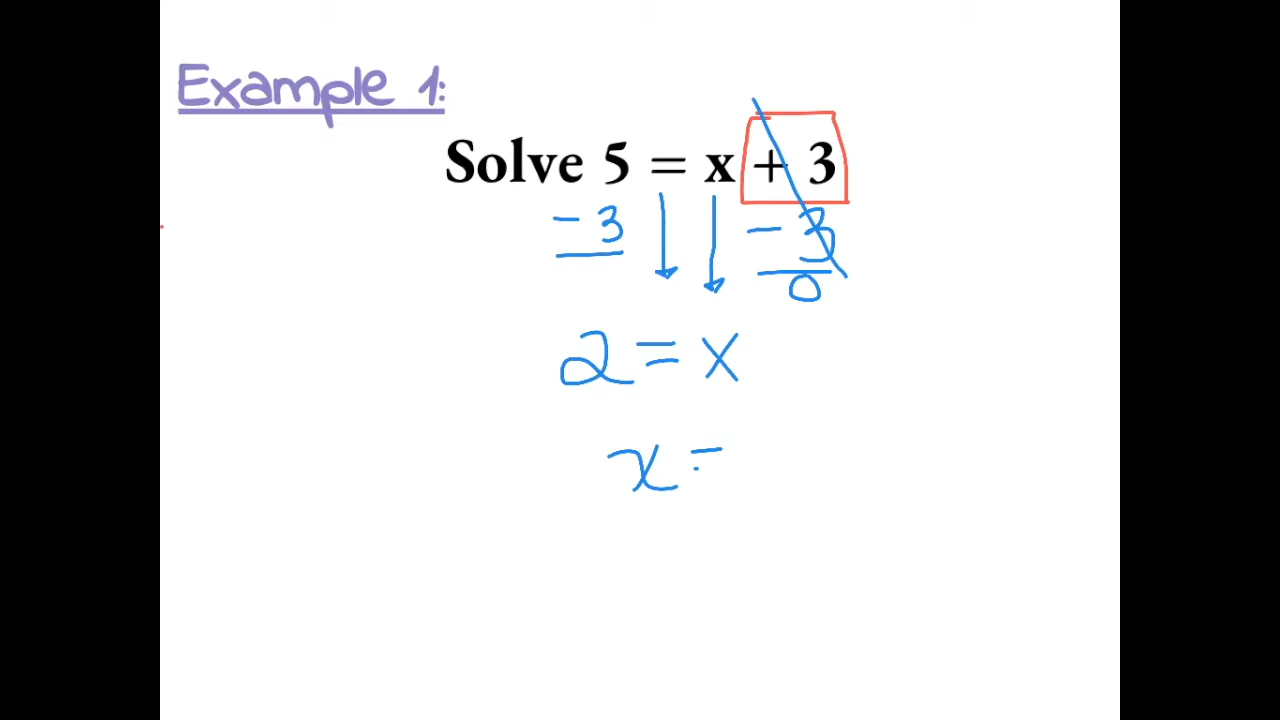 Example 1:
Solve 5 = x + 3
- 3 - 3
0
2 = x
x =